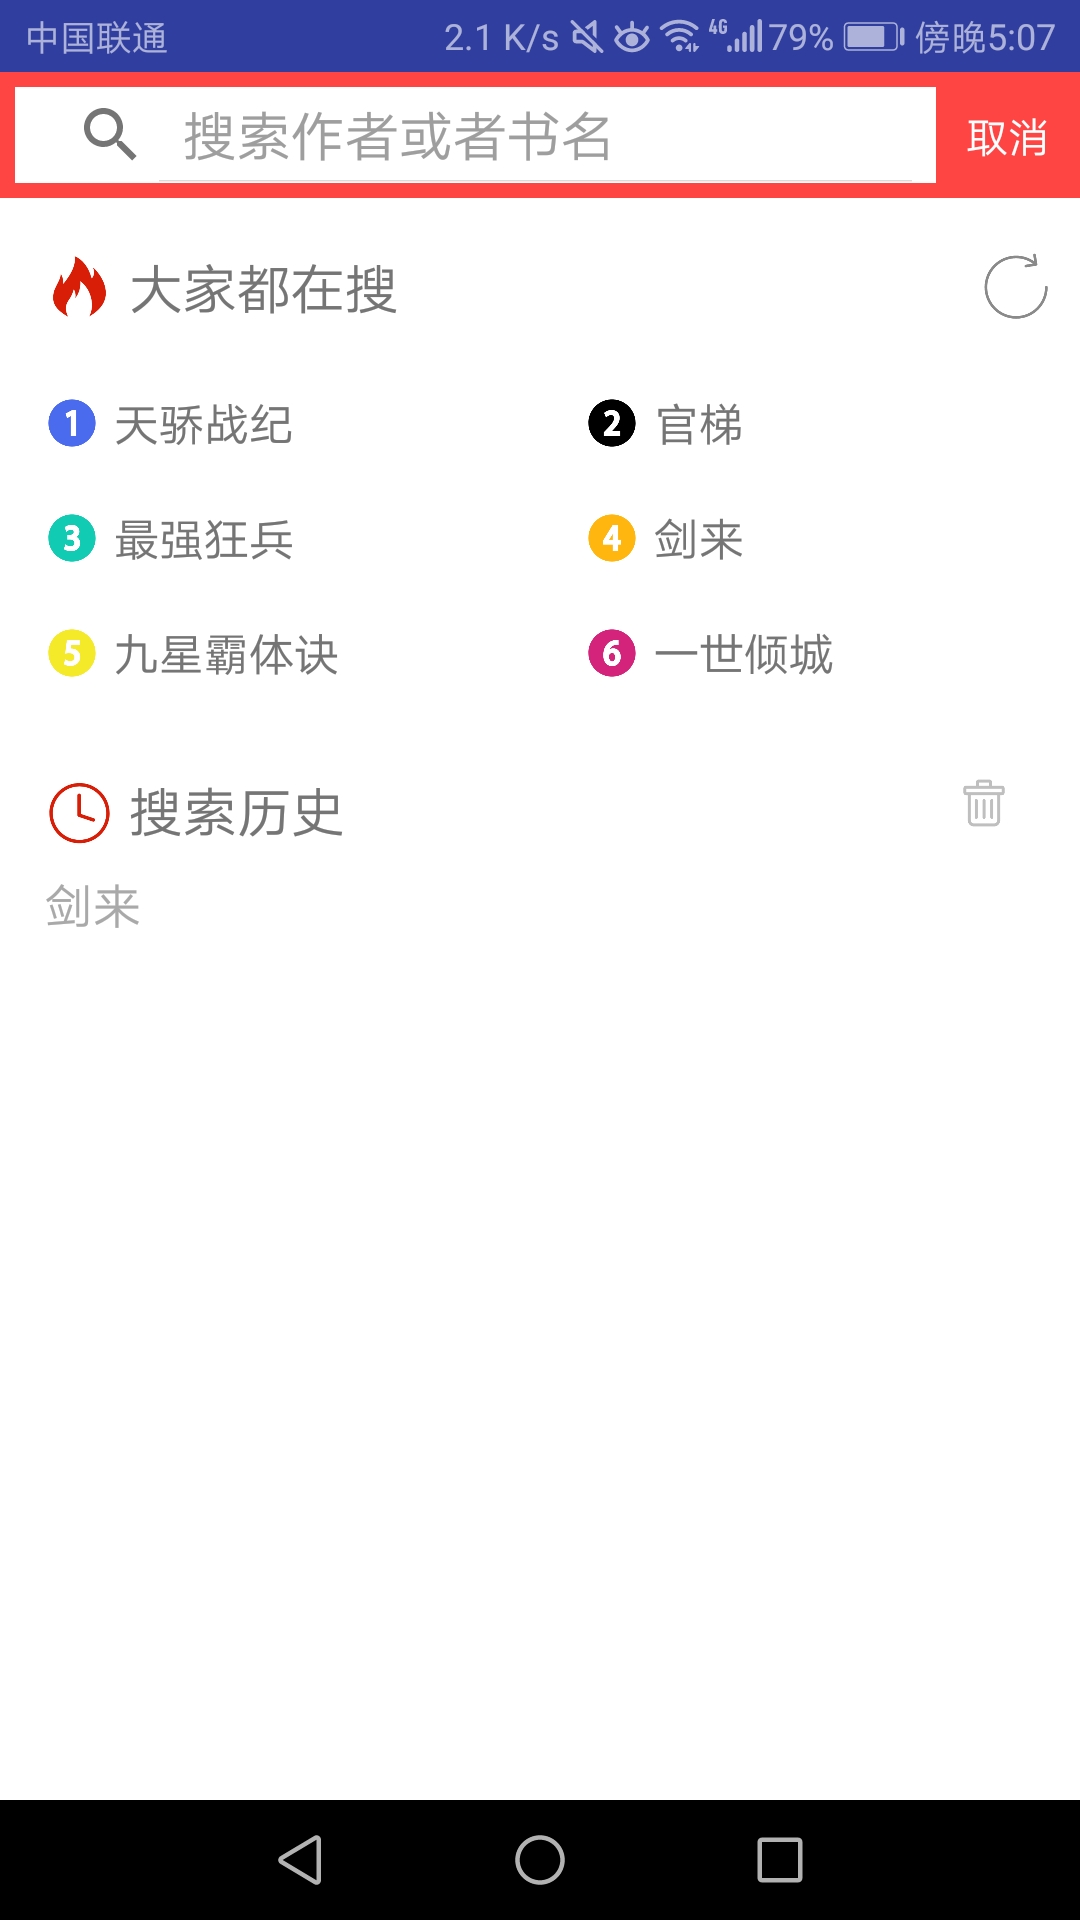 中国联通 2.1 K/s 4G 79% 傍晚5:07
搜索作者或者书名 取消
大家都在搜
1 天骄战纪 2 官梯
3 最强狂兵 4 剑来
5 九星霸体诀 6 一世倾城
搜索历史
剑来